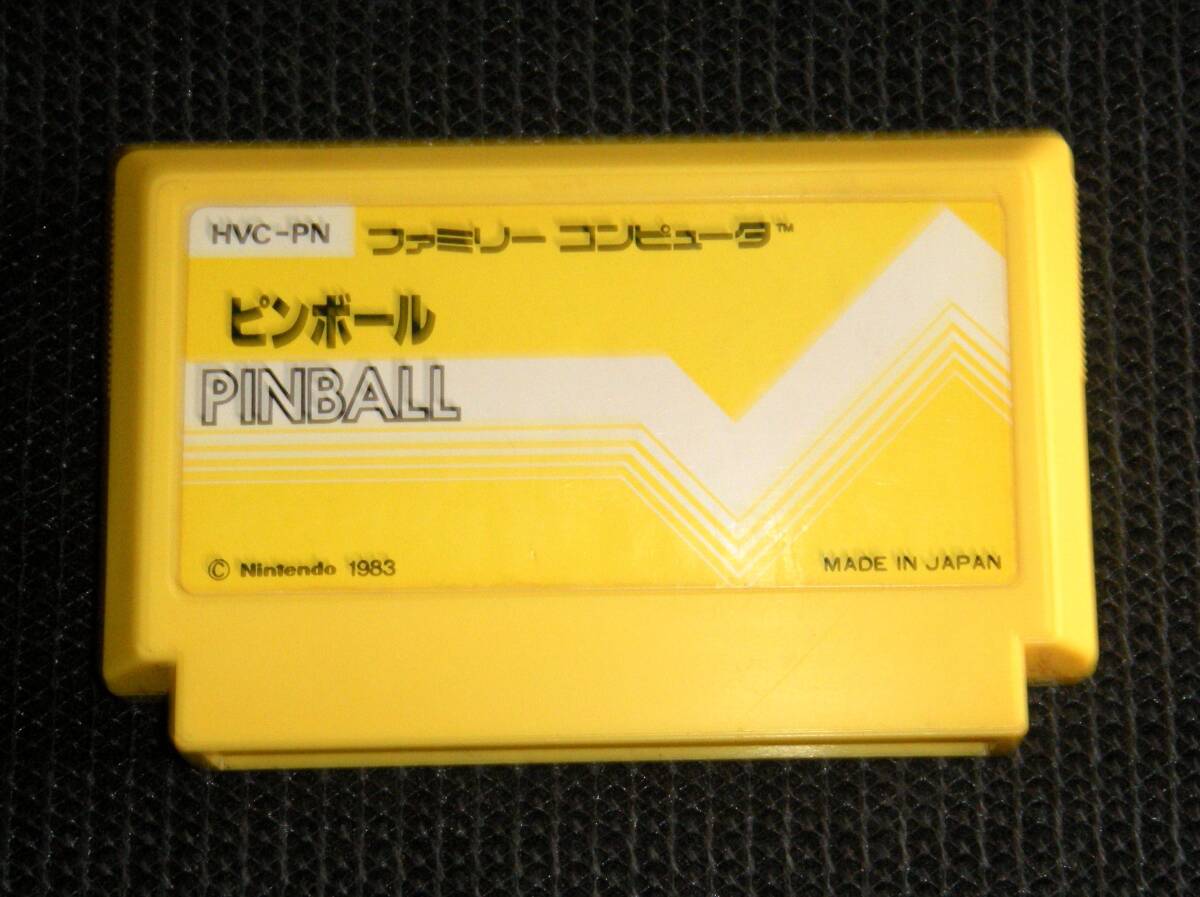 HVC-PN ファミリー コンピュータ™
ピンボール
PINBALL
© Nintendo 1983
MADE IN JAPAN